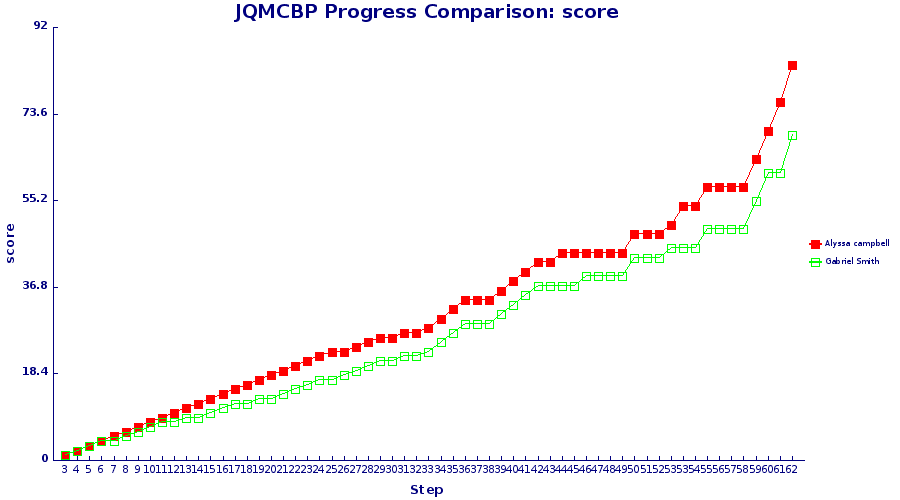 JQMCBP Progress Comparison: score
92
73.6
55.2
36.8
18.4
0
score
3 4 5 6 7 8 9 10 11 12 13 14 15 16 17 18 19 20 21 22 23 24 25 26 27 28 29 30 31 32 33 34 35 36 37 38 39 40 41 42 43 44 45 46 47 48 49 50 51 52 53 54 55 56 57 58 59 60 61 62
Step
Alyssa campbell
Gabriel Smith